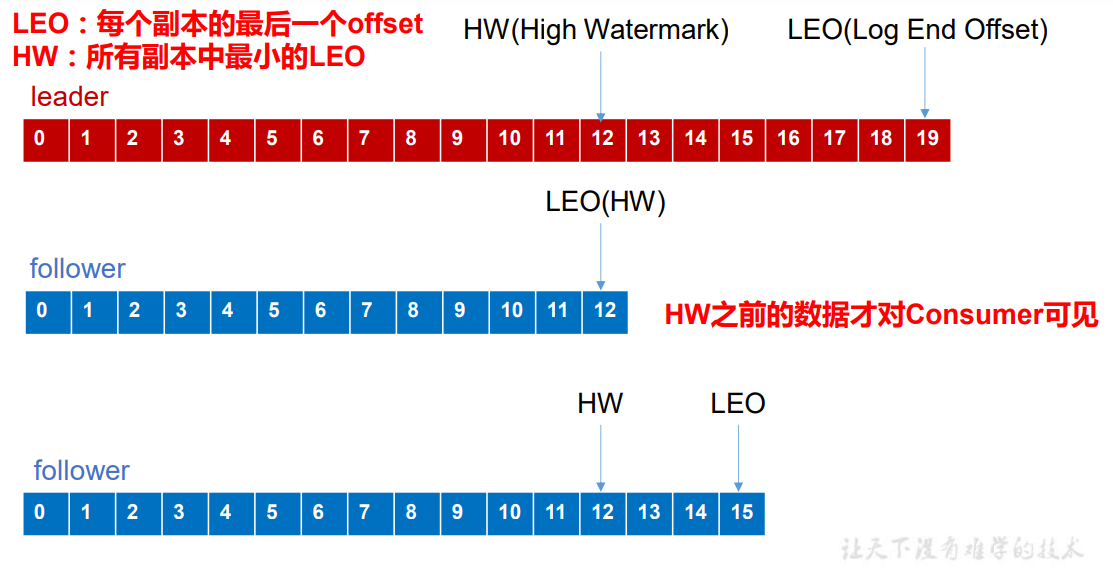 LEO：每个副本的最后一个offset
HW：所有副本中最小的LEO
HW(High Watermark)
LEO(Log End Offset)
leader
0 1 2 3 4 5 6 7 8 9 10 11 12 13 14 15 16 17 18 19
LEO(HW)
follower
0 1 2 3 4 5 6 7 8 9 10 11 12
HW之前的数据才对Consumer可见
HW
LEO
follower
0 1 2 3 4 5 6 7 8 9 10 11 12 13 14 15
让天下没有难学的技术